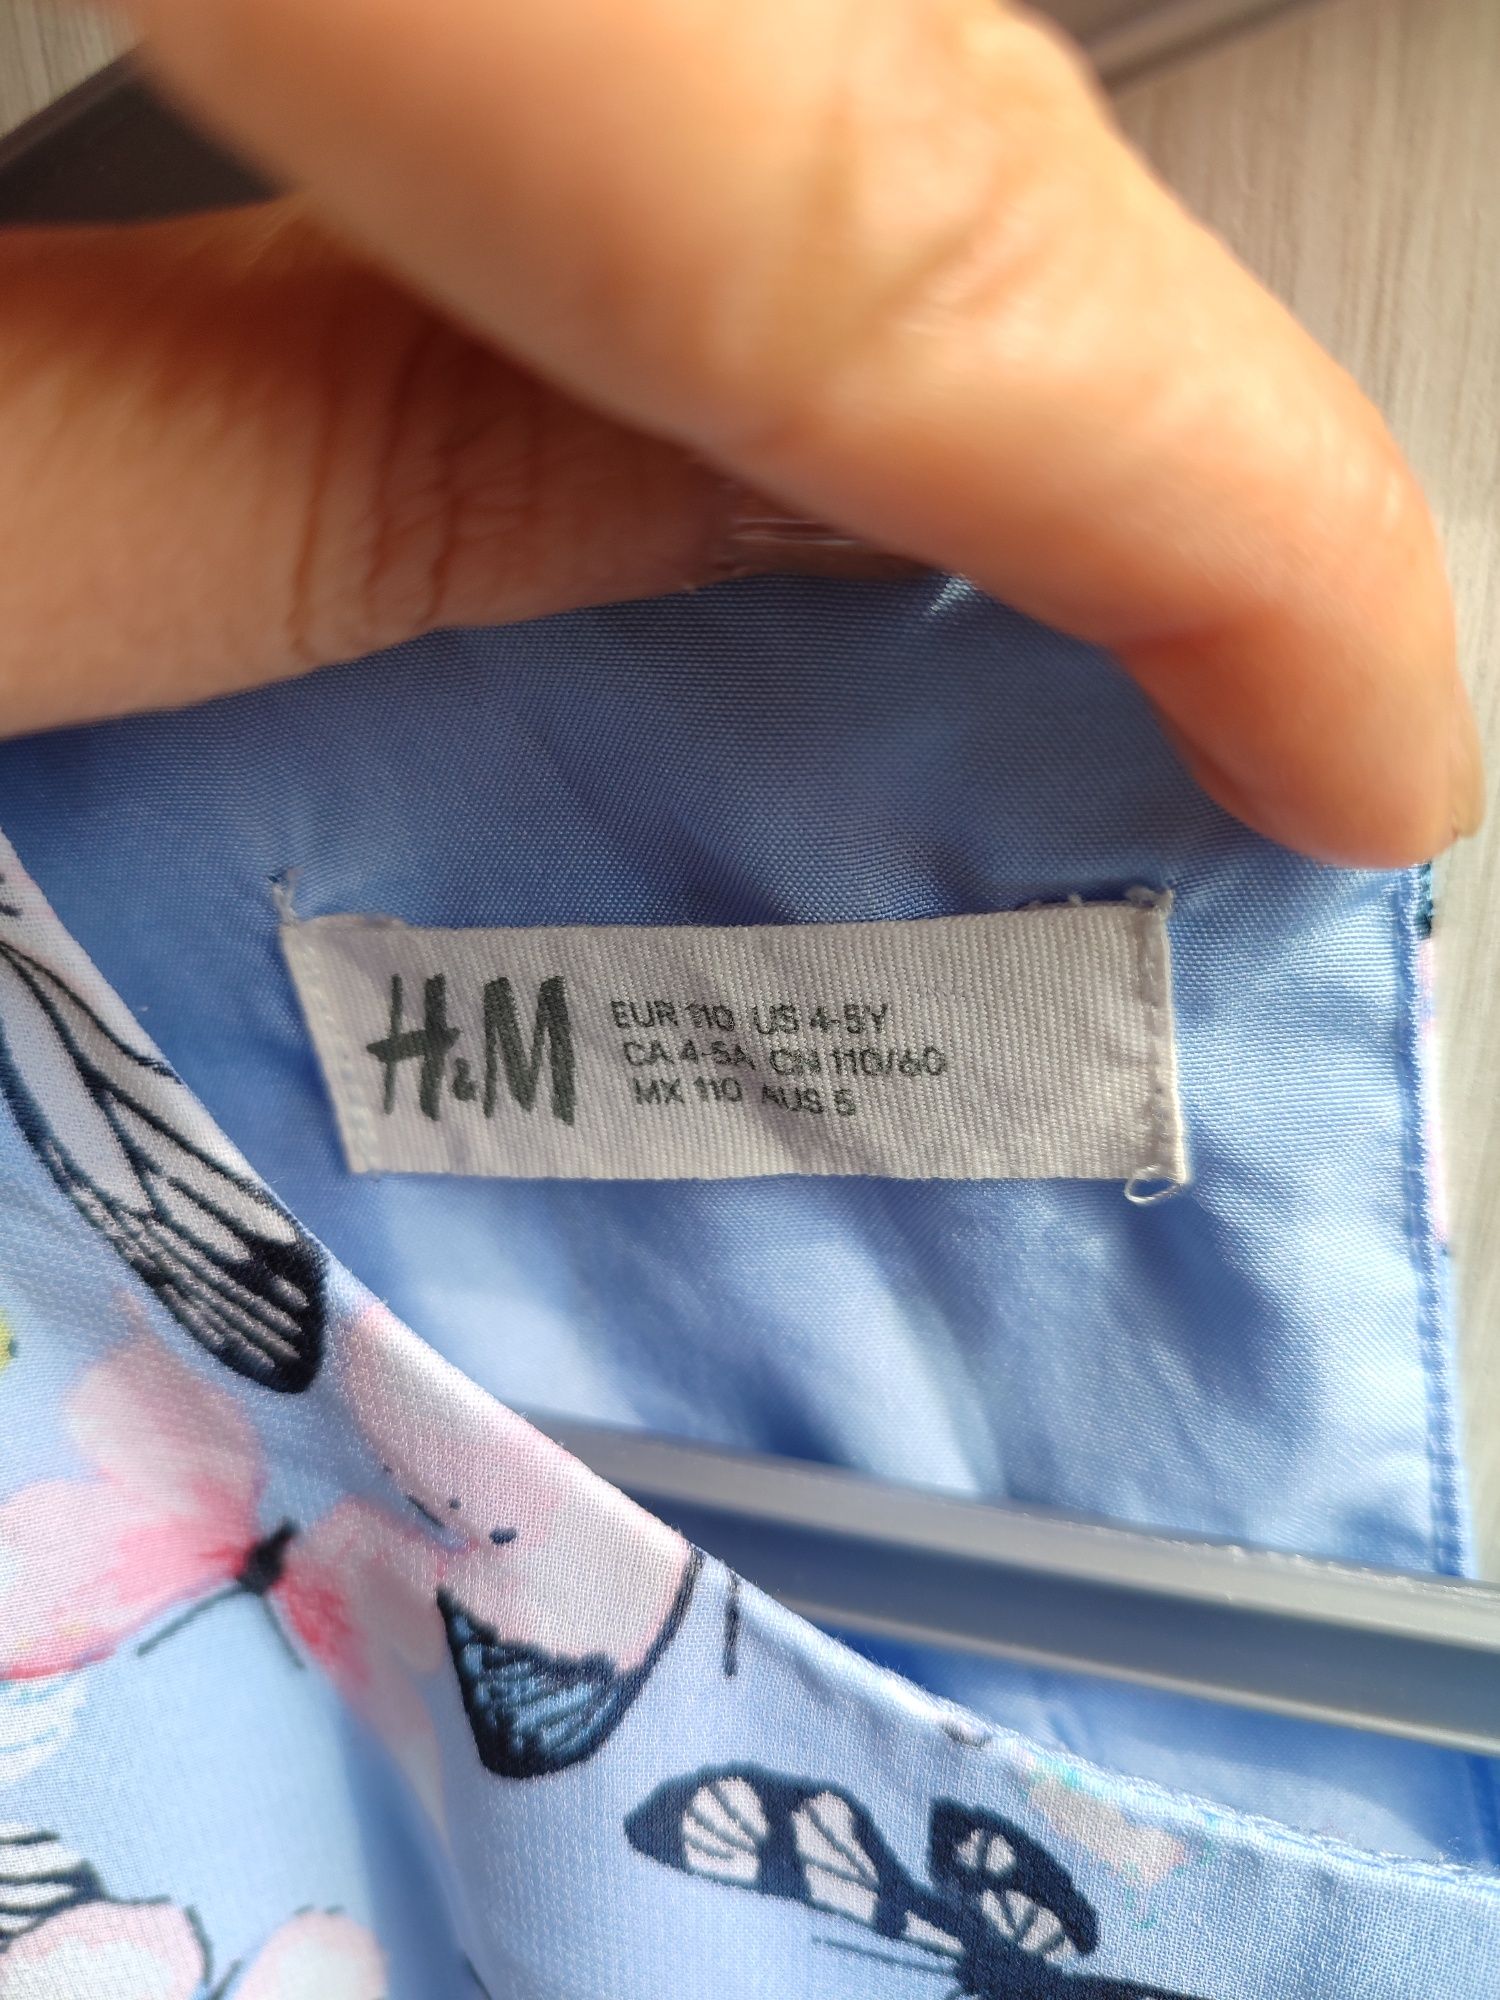 H&M
EUR 110 US 4-5Y
CA 4-5A CN 110/60
MX 110 AUS 5